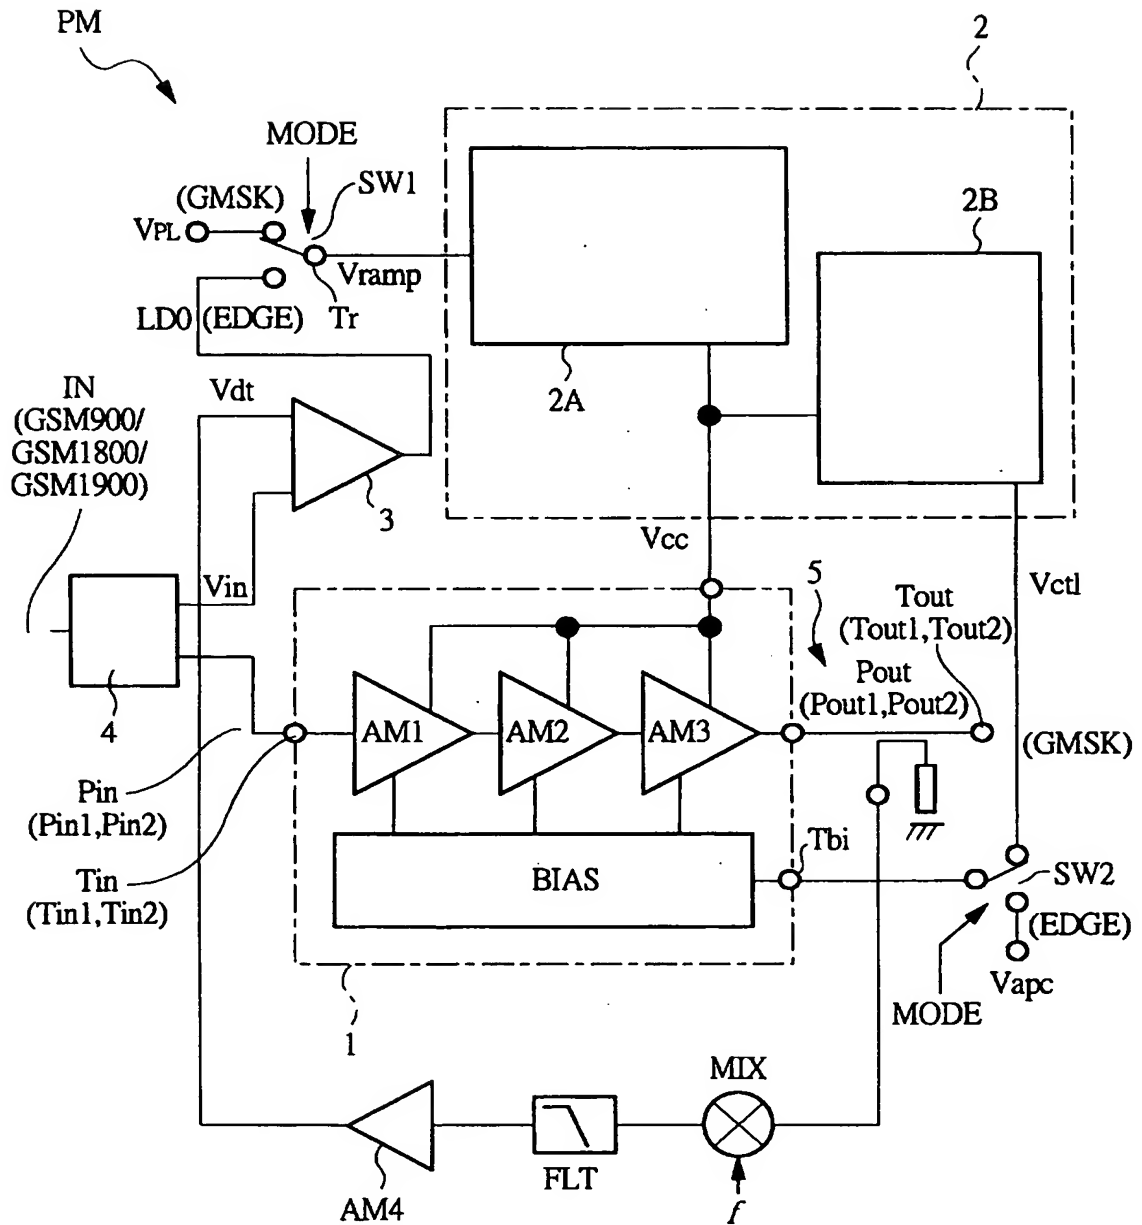 PM
2
MODE
SW1
(GMSK)
VPL
Vramp
Tr
LD0 (EDGE)
2A
2B
IN
(GSM900/
GSM1800/
GSM1900)
Vdt
3
Vin
4
Vcc
5
Vctl
Tout
(Tout1,Tout2)
Pout
(Pout1,Pout2)
AM1
AM2
AM3
(GMSK)
Pin
(Pin1,Pin2)
Tin
(Tin1,Tin2)
BIAS
Tbi
SW2
(EDGE)
Vapc
MODE
1
MIX
FLT
AM4
f